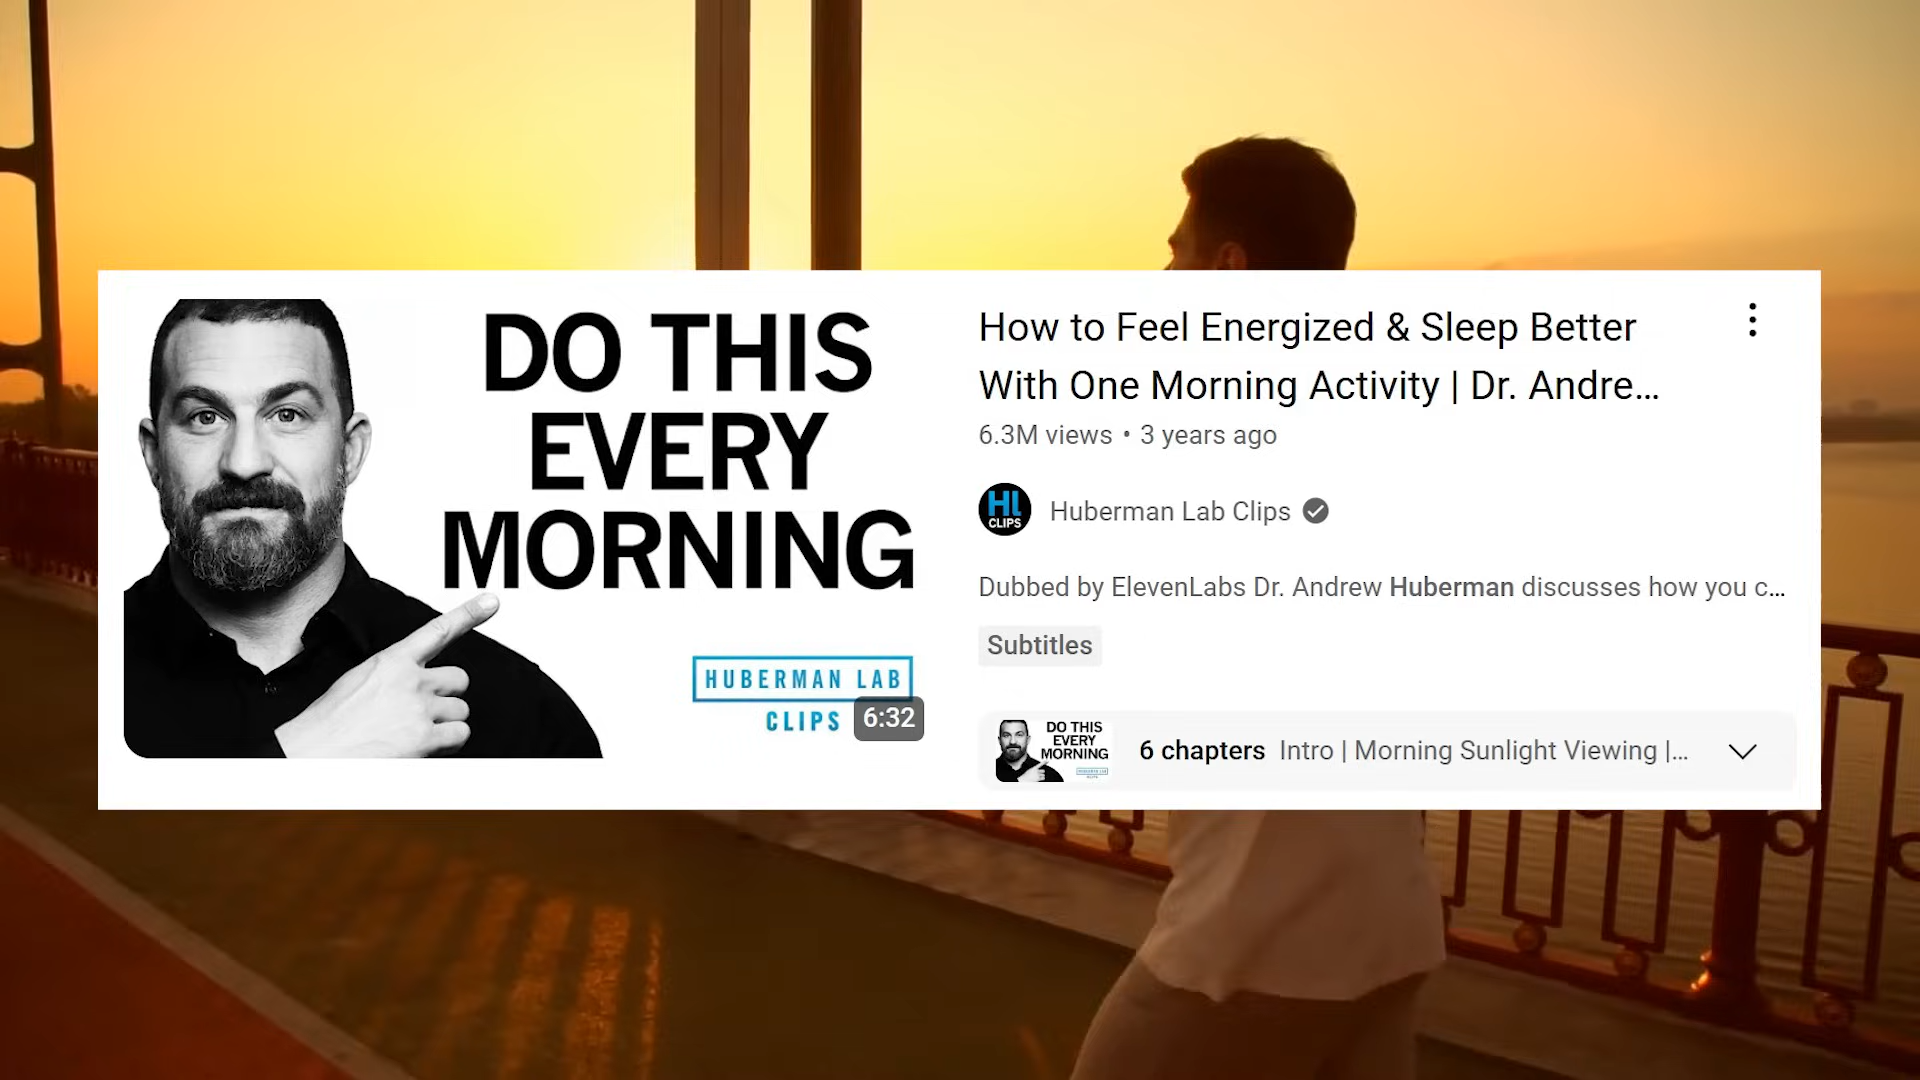 DO THIS
EVERY
MORNING
HUBERMAN LAB
CLIPS
6:32
How to Feel Energized & Sleep Better
With One Morning Activity | Dr. Andre...
6.3M views • 3 years ago
HL
CLIPS
Huberman Lab Clips
Dubbed by ElevenLabs Dr. Andrew Huberman discusses how you c...
Subtitles
DO THIS
EVERY
MORNING
6 chapters Intro | Morning Sunlight Viewing |...